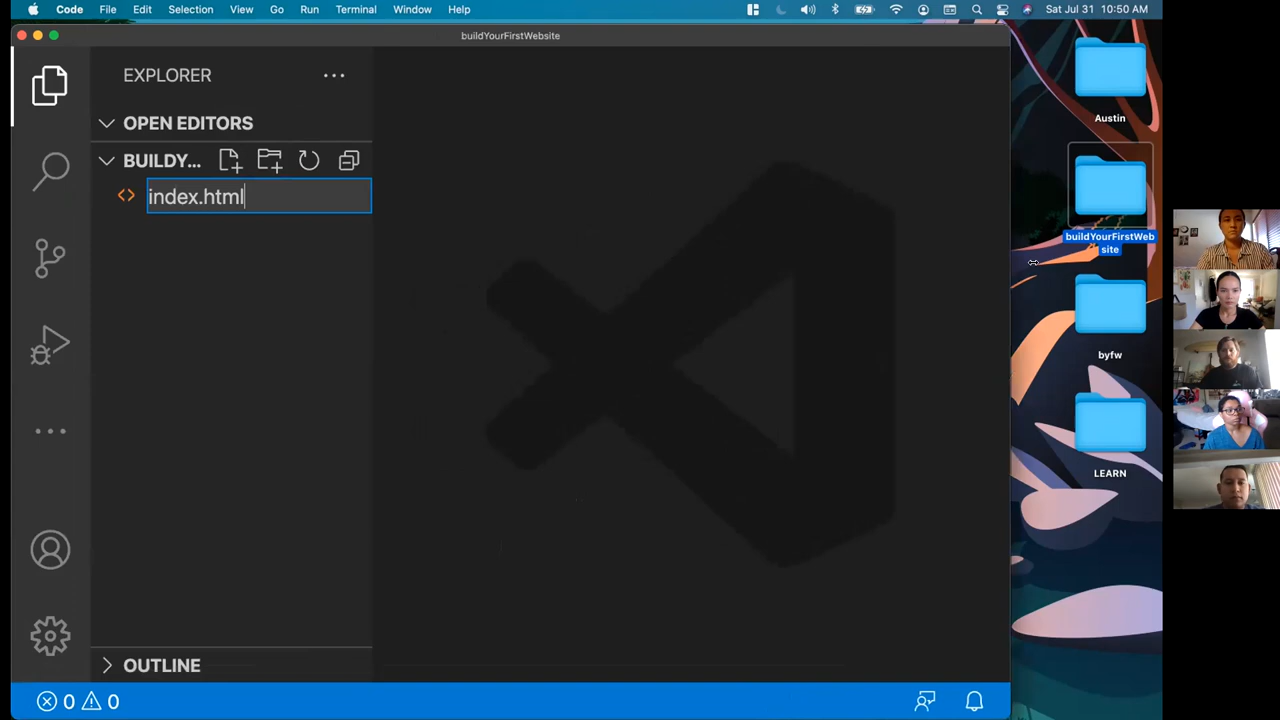 Code File Edit Selection View Go Run Terminal Window Help Sat Jul 31 10:50 AM
buildYourFirstWebsite
EXPLORER
OPEN EDITORS
BUILDY...
index.html
OUTLINE
0 0
Austin
buildYourFirstWeb
site
byfw
LEARN